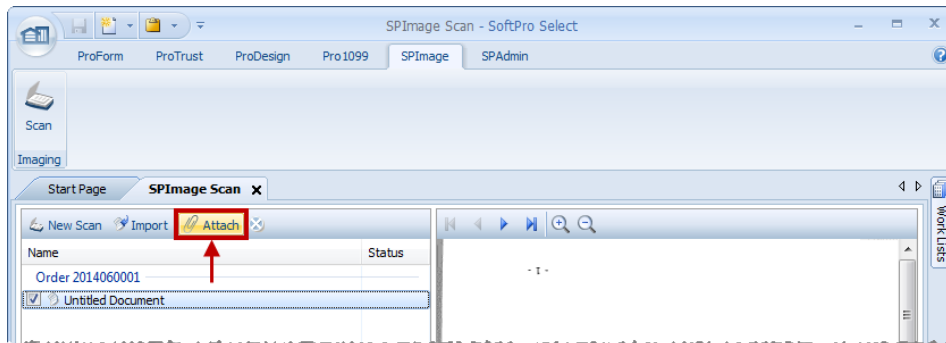 SPImage Scan - SoftPro Select
ProForm ProTrust ProDesign Pro1099 SPImage SPAdmin
Scan
Imaging
Start Page SPImage Scan
Work Lists
New Scan Import Attach
Name Status
- 1 -
Order 2014060001
Untitled Document